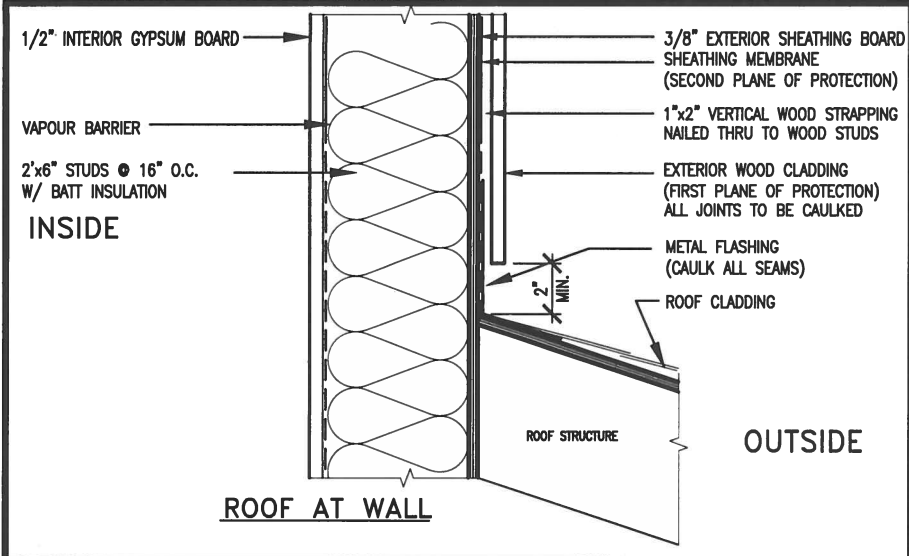 1/2" INTERIOR GYPSUM BOARD
VAPOUR BARRIER
2'x6" STUDS @ 16" O.C.
W/ BATT INSULATION
INSIDE
3/8" EXTERIOR SHEATHING BOARD
SHEATHING MEMBRANE
(SECOND PLANE OF PROTECTION)
1"x2" VERTICAL WOOD STRAPPING
NAILED THRU TO WOOD STUDS
EXTERIOR WOOD CLADDING
(FIRST PLANE OF PROTECTION)
ALL JOINTS TO BE CAULKED
METAL FLASHING
(CAULK ALL SEAMS)
2"
MIN.
ROOF CLADDING
ROOF STRUCTURE
OUTSIDE
ROOF AT WALL